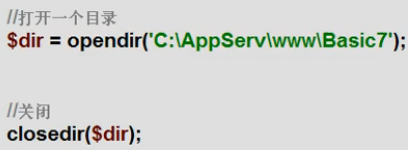 //打开一个目录
$dir = opendir('C:\AppServ\www\Basic7');
//关闭
closedir($dir);